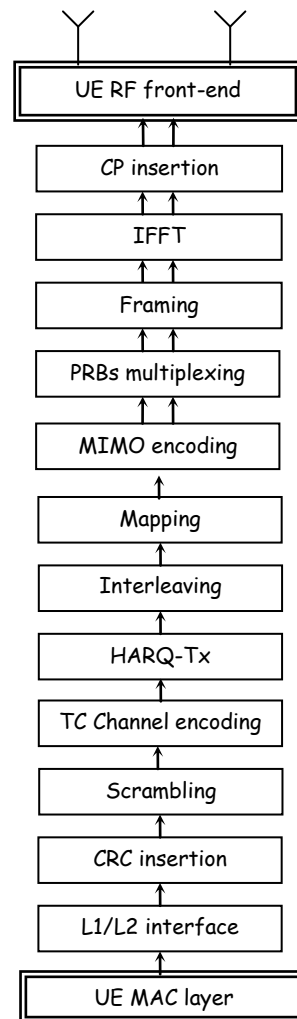 UE RF front-end
CP insertion
IFFT
Framing
PRBs multiplexing
MIMO encoding
Mapping
Interleaving
HARQ-Tx
TC Channel encoding
Scrambling
CRC insertion
L1/L2 interface
UE MAC layer